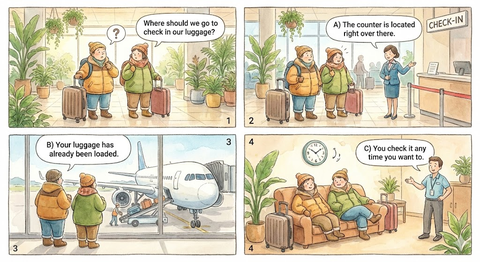 ?
Where should we go to
check in our luggage?
1
A) The counter is located
right over there.
CHECK-IN
2
B) Your luggage has
already been loaded.
3
3
4
C) You check it any
time you want to.
4